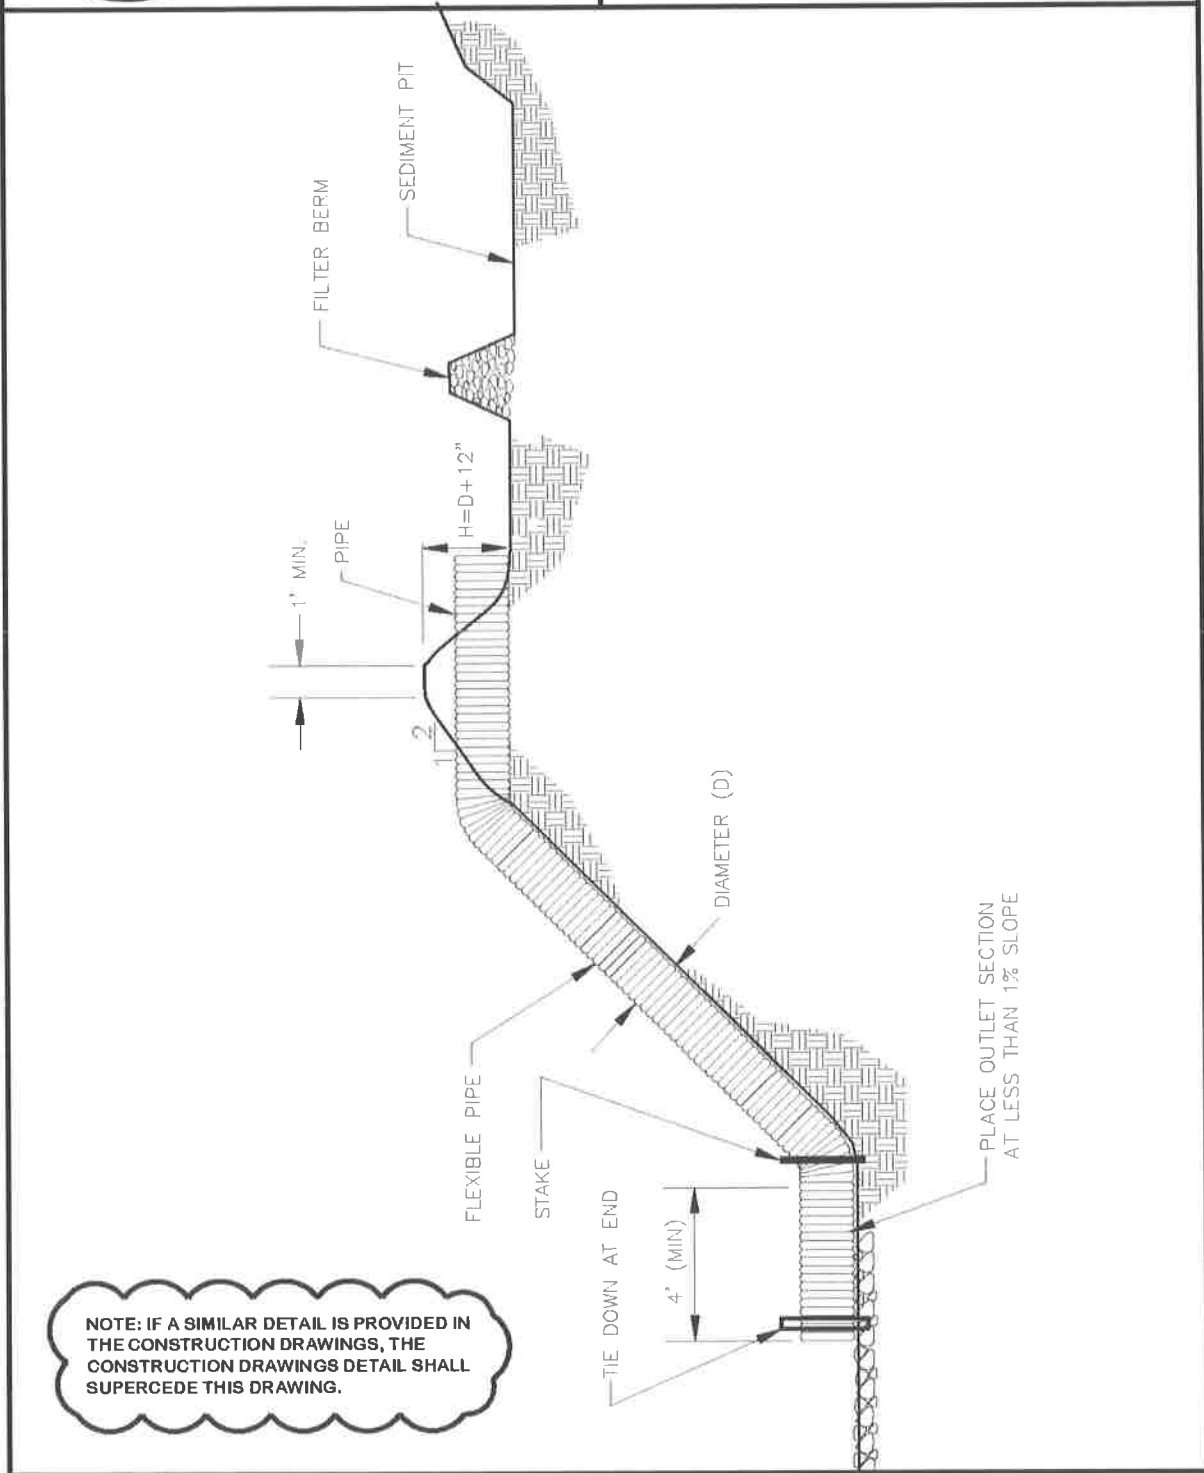 SEDIMENT PIT
FILTER BERM
1' MIN.
PIPE
H=D+12"
2
1
DIAMETER (D)
FLEXIBLE PIPE
STAKE
TIE DOWN AT END
4' (MIN)
PLACE OUTLET SECTION
AT LESS THAN 1% SLOPE
NOTE: IF A SIMILAR DETAIL IS PROVIDED IN
THE CONSTRUCTION DRAWINGS, THE
CONSTRUCTION DRAWINGS DETAIL SHALL
SUPERCEDE THIS DRAWING.